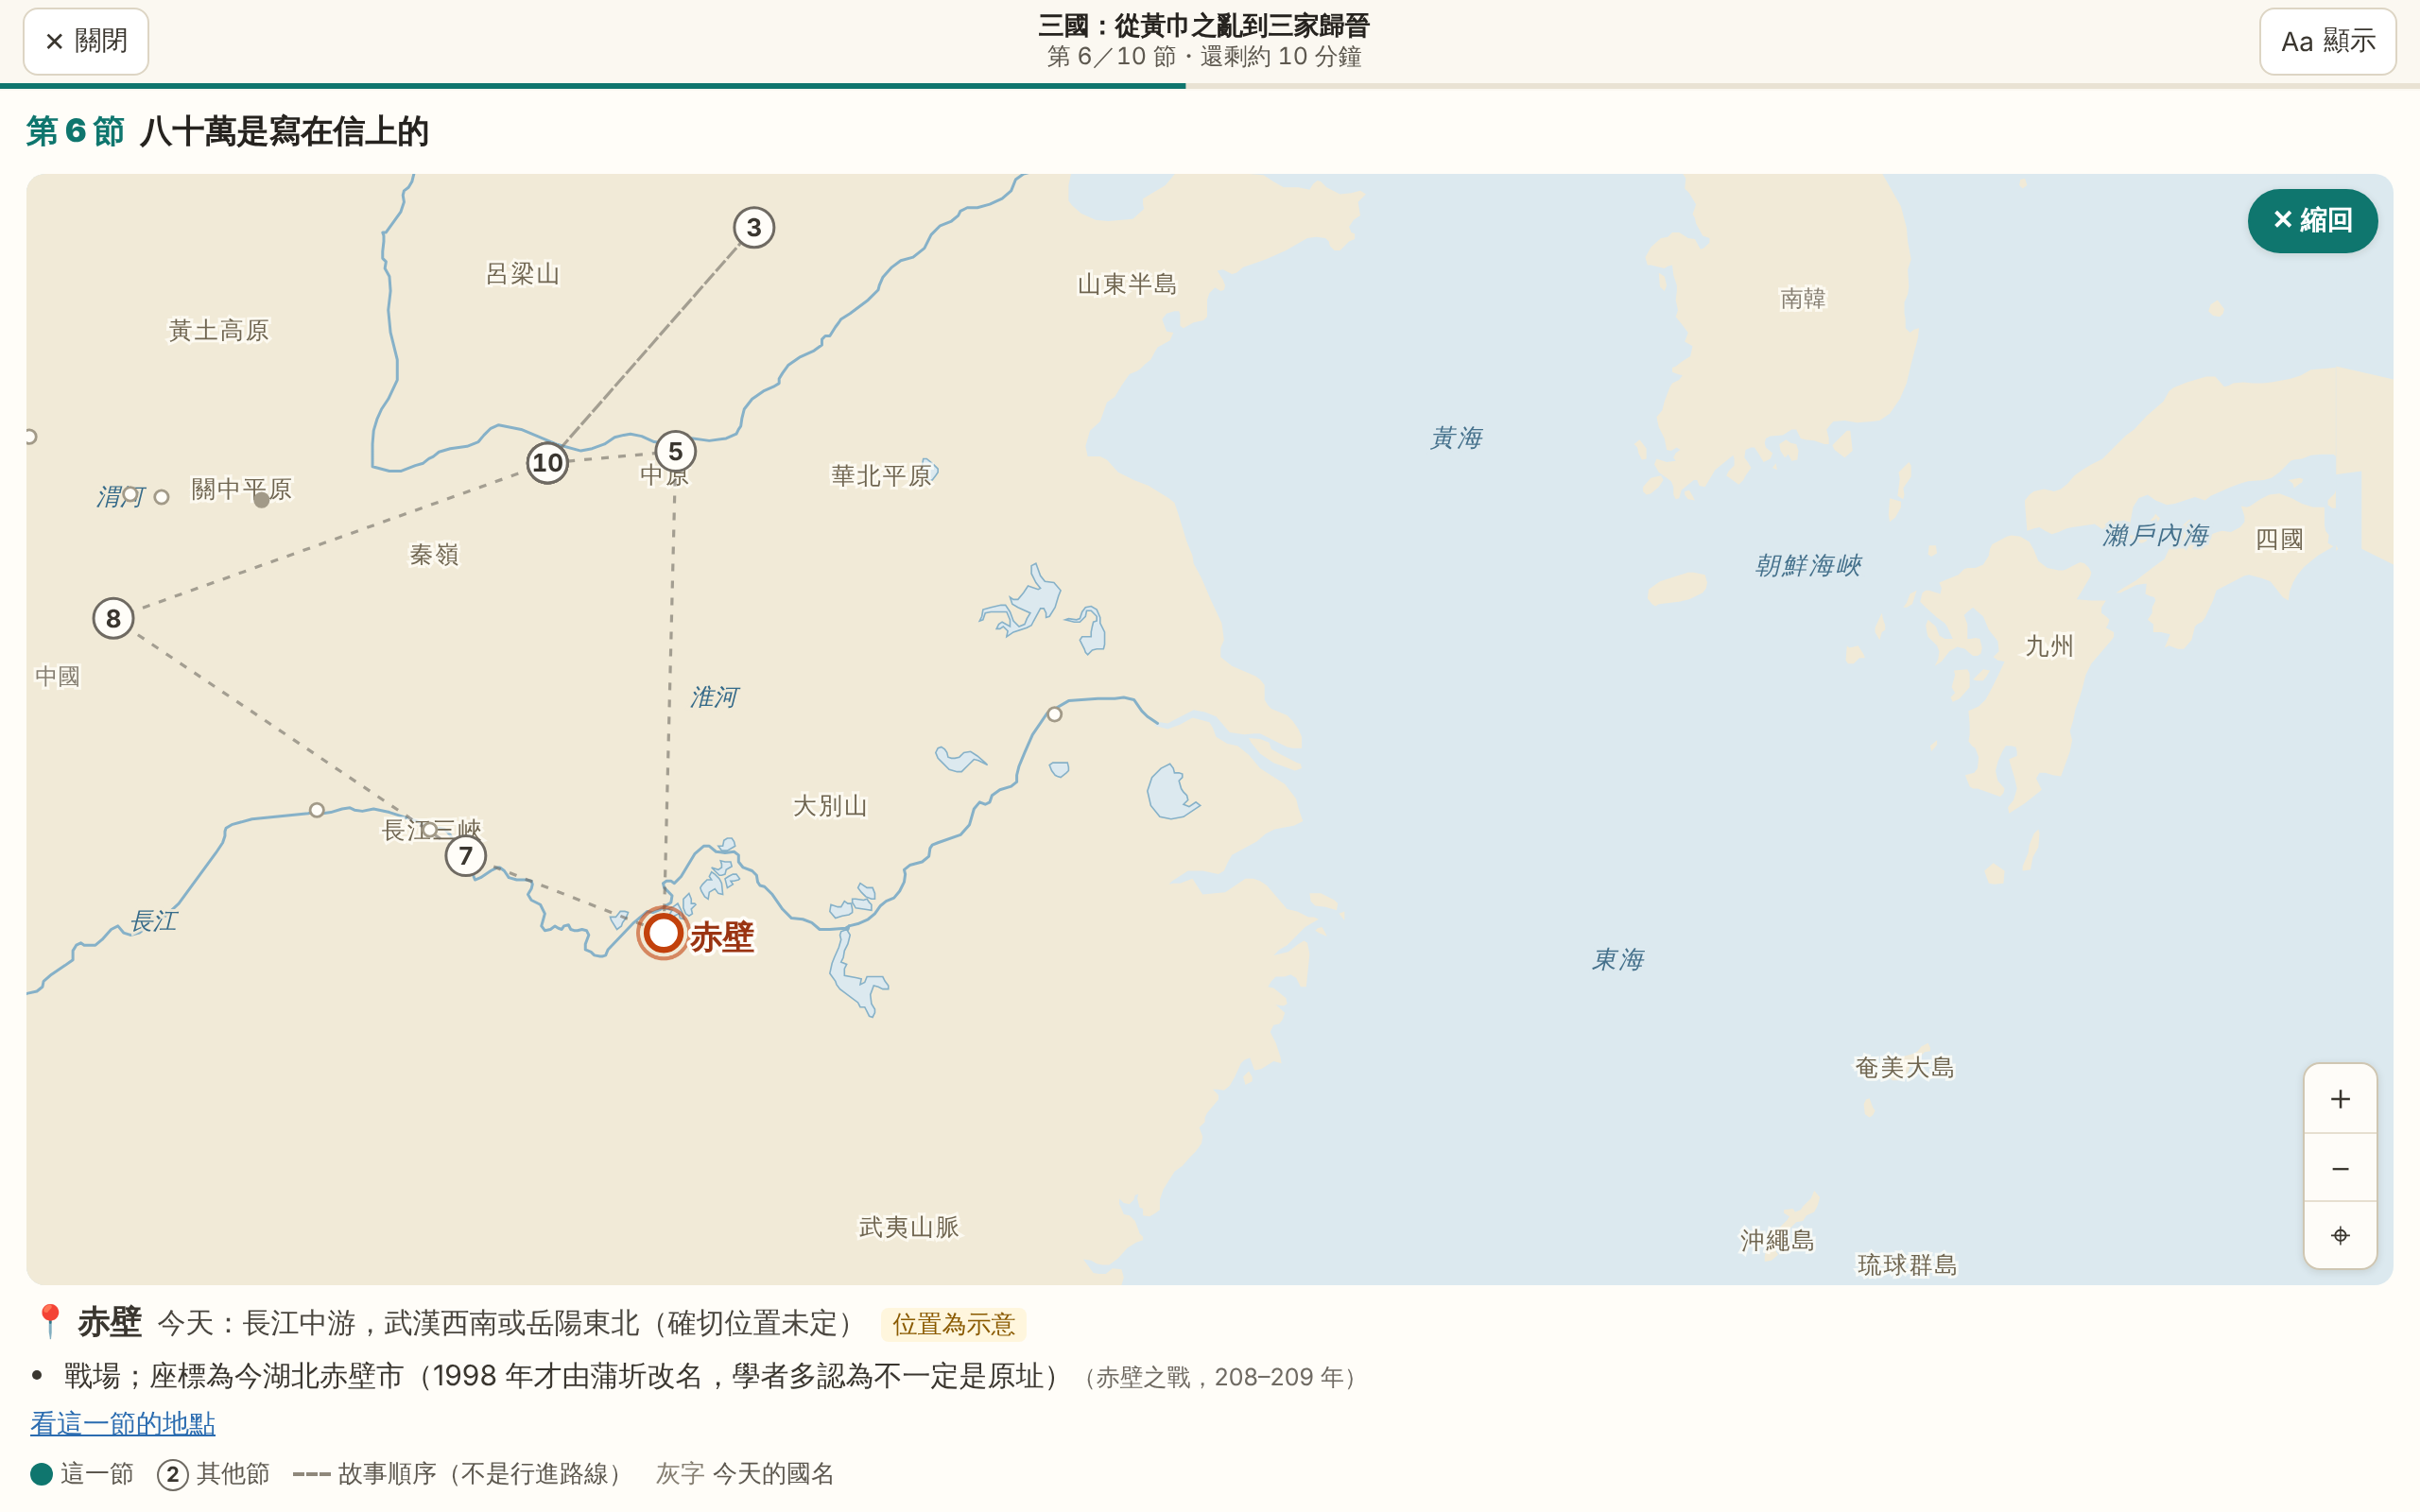 ✕ 關閉
三國：從黃巾之亂到三家歸晉
第 6／10 節・還剩約 10 分鐘
Aa 顯示
第 6 節 八十萬是寫在信上的
✕ 縮回
3
呂梁山
山東半島
南韓
黃土高原
黃海
10
5
中原
華北平原
渭河
關中平原
秦嶺
瀨戶內海
四國
朝鮮海峽
8
九州
中國
淮河
大別山
長江三峽
7
長江
赤壁
東海
奄美大島
武夷山脈
沖繩島
琉球群島
+
−
📍 赤壁 今天：長江中游，武漢西南或岳陽東北（確切位置未定） 位置為示意
• 戰場；座標為今湖北赤壁市（1998 年才由蒲圻改名，學者多認為不一定是原址）（赤壁之戰，208–209 年）
看這一節的地點
這一節 2 其他節 故事順序（不是行進路線） 灰字 今天的國名